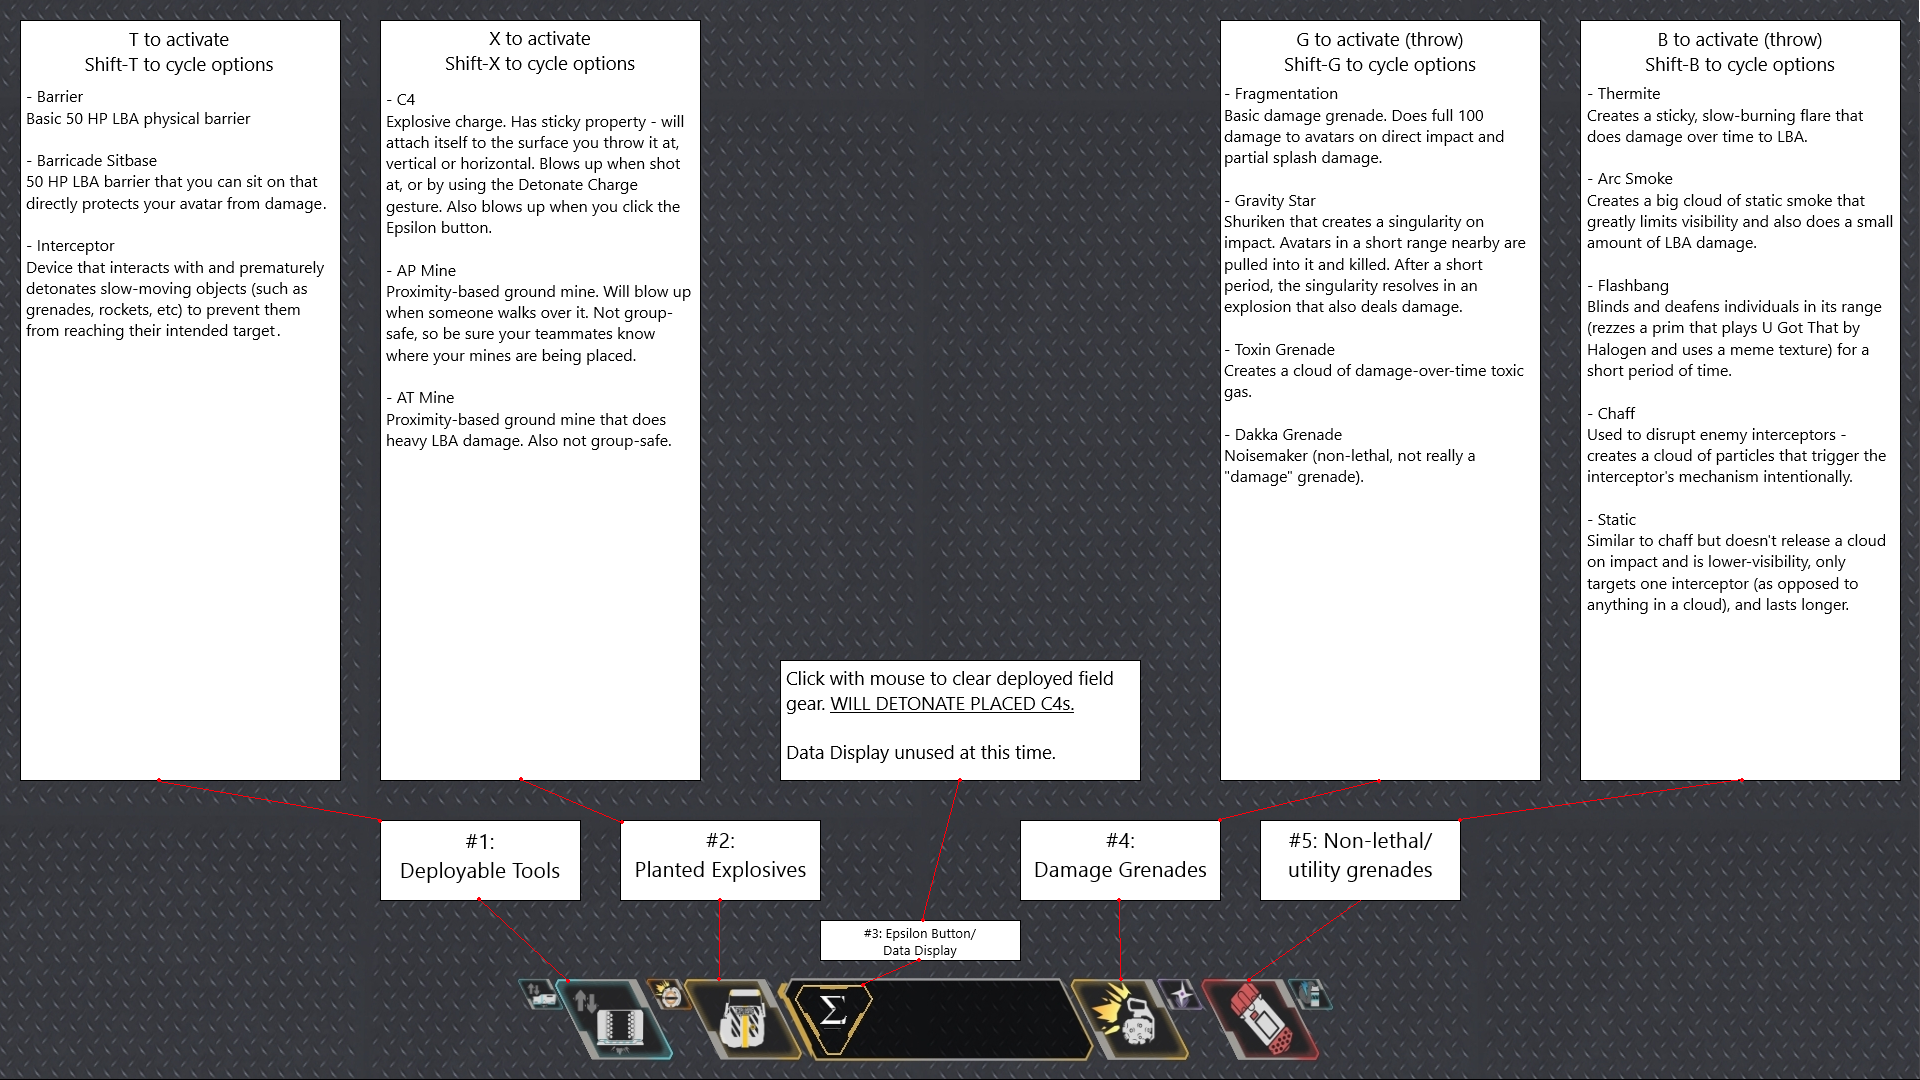 T to activate
Shift-T to cycle options
- Barrier
Basic 50 HP LBA physical barrier
- Barricade Sitbase
50 HP LBA barrier that you can sit on that
directly protects your avatar from damage.
- Interceptor
Device that interacts with and prematurely
detonates slow-moving objects (such as
grenades, rockets, etc) to prevent them
from reaching their intended target.
X to activate
Shift-X to cycle options
- C4
Explosive charge. Has sticky property - will
attach itself to the surface you throw it at,
vertical or horizontal. Blows up when shot
at, or by using the Detonate Charge
gesture. Also blows up when you click the
Epsilon button.
- AP Mine
Proximity-based ground mine. Will blow up
when someone walks over it. Not group-
safe, so be sure your teammates know
where your mines are being placed.
- AT Mine
Proximity-based ground mine that does
heavy LBA damage. Also not group-safe.
Click with mouse to clear deployed field
gear. WILL DETONATE PLACED C4s.
Data Display unused at this time.
G to activate (throw)
Shift-G to cycle options
- Fragmentation
Basic damage grenade. Does full 100
damage to avatars on direct impact and
partial splash damage.
- Gravity Star
Shuriken that creates a singularity on
impact. Avatars in a short range nearby are
pulled into it and killed. After a short
period, the singularity resolves in an
explosion that also deals damage.
- Toxin Grenade
Creates a cloud of damage-over-time toxic
gas.
- Dakka Grenade
Noisemaker (non-lethal, not really a
"damage" grenade).
B to activate (throw)
Shift-B to cycle options
- Thermite
Creates a sticky, slow-burning flare that
does damage over time to LBA.
- Arc Smoke
Creates a big cloud of static smoke that
greatly limits visibility and also does a small
amount of LBA damage.
- Flashbang
Blinds and deafens individuals in its range
(rezzes a prim that plays U Got That by
Halogen and uses a meme texture) for a
short period of time.
- Chaff
Used to disrupt enemy interceptors -
creates a cloud of particles that trigger the
interceptor's mechanism intentionally.
- Static
Similar to chaff but doesn't release a cloud
on impact and is lower-visibility, only
targets one interceptor (as opposed to
anything in a cloud), and lasts longer.
#1:
Deployable Tools
#2:
Planted Explosives
#3: Epsilon Button/
Data Display
#4:
Damage Grenades
#5: Non-lethal/
utility grenades
Σ